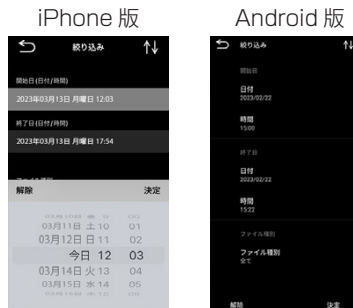 iPhone 版
絞り込み
開始日(日付/時間)
2023年03月13日 月曜日 12:03
終了日(日付/時間)
2023年03月13日 月曜日 17:54
解除 決定
03月11日 土 10 01
03月12日 日 11 02
今日 12 03
03月14日 火 13 04
03月15日 水 14 05
Android 版
絞り込み
開始日
日付
2023/02/22
時間
15:00
終了日
日付
2023/02/22
時間
15:22
ファイル種別
ファイル種別
全て
解除 決定